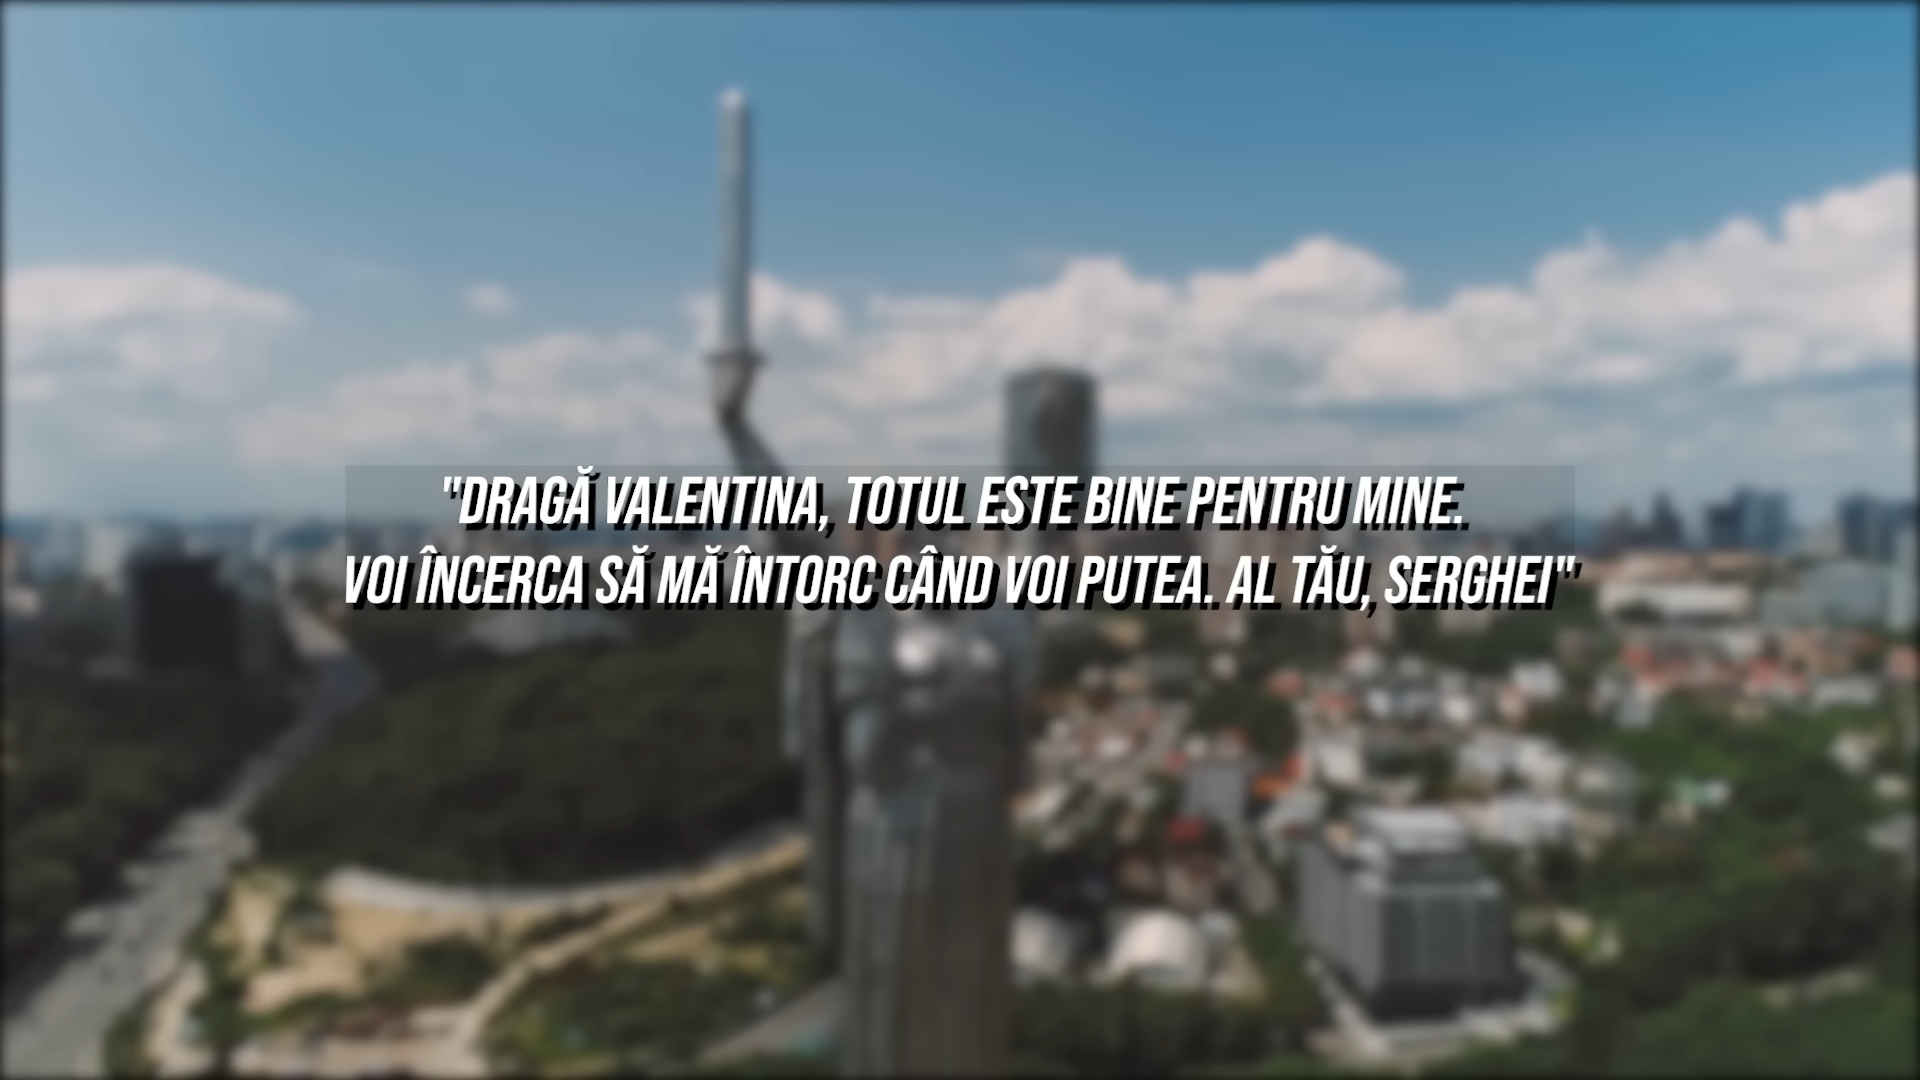 "DRAGĂ VALENTINA, TOTUL ESTE BINE PENTRU MINE.
VOI ÎNCERCA SĂ MĂ ÎNTORC CÂND VOI PUTEA. AL TĂU, SERGHEI"